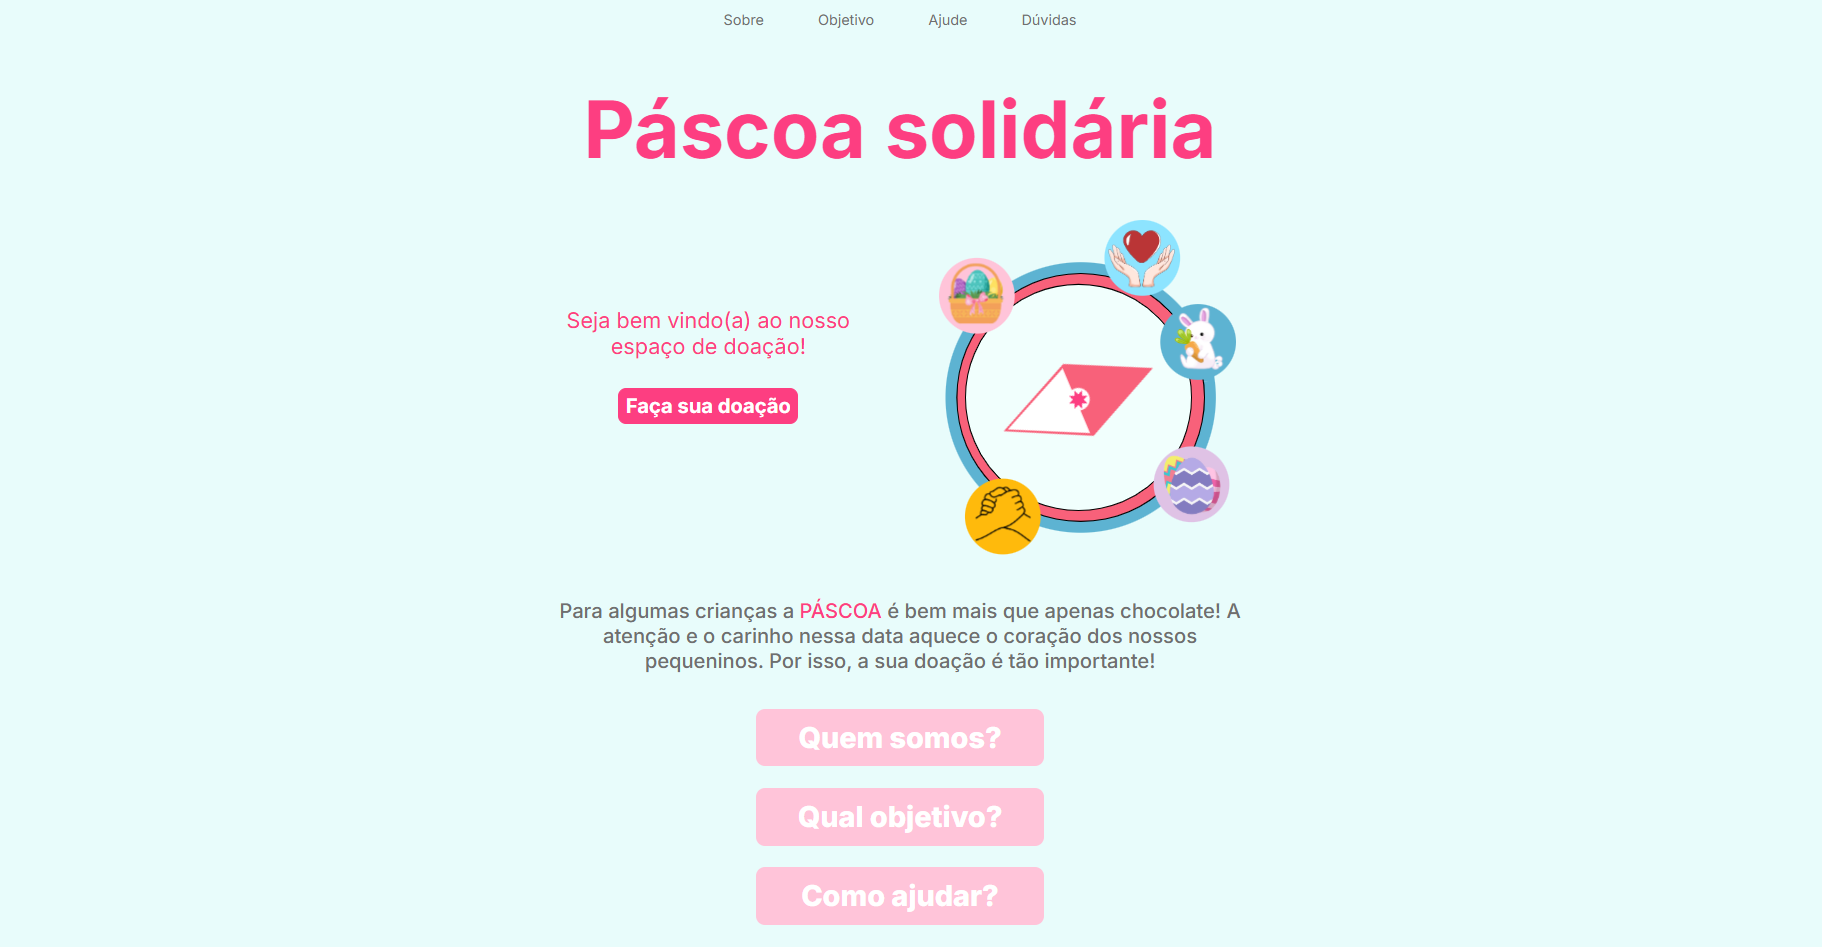 Sobre Objetivo Ajude Dúvidas
Páscoa solidária
Seja bem vindo(a) ao nosso
espaço de doação!
Faça sua doação
Para algumas crianças a PÁSCOA é bem mais que apenas chocolate! A
atenção e o carinho nessa data aquece o coração dos nossos
pequeninos. Por isso, a sua doação é tão importante!
Quem somos?
Qual objetivo?
Como ajudar?